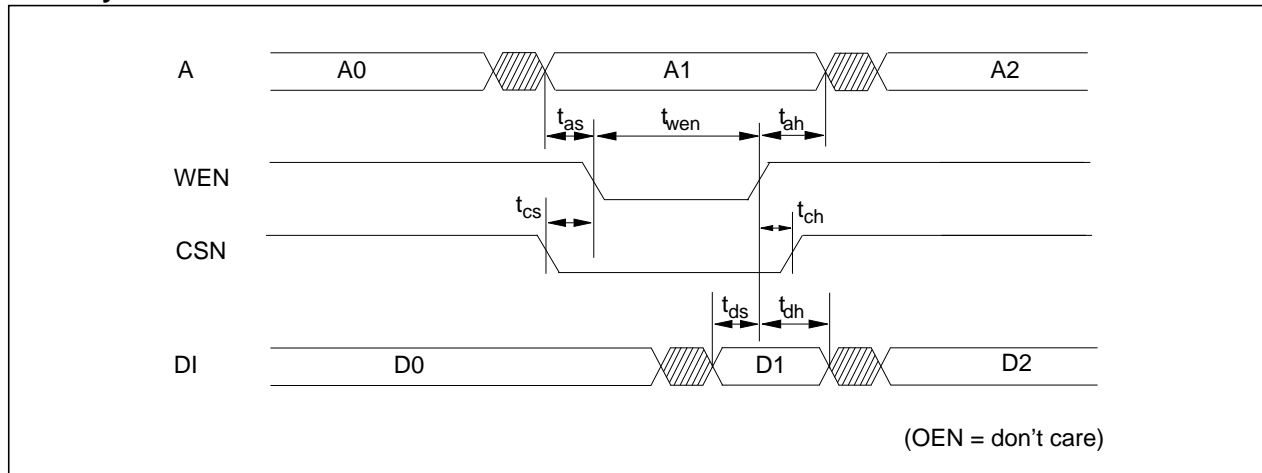 A A0 A1 A2
tas twen tah
WEN
tcs tch
CSN
tds tdh
DI D0 D1 D2
(OEN = don't care)